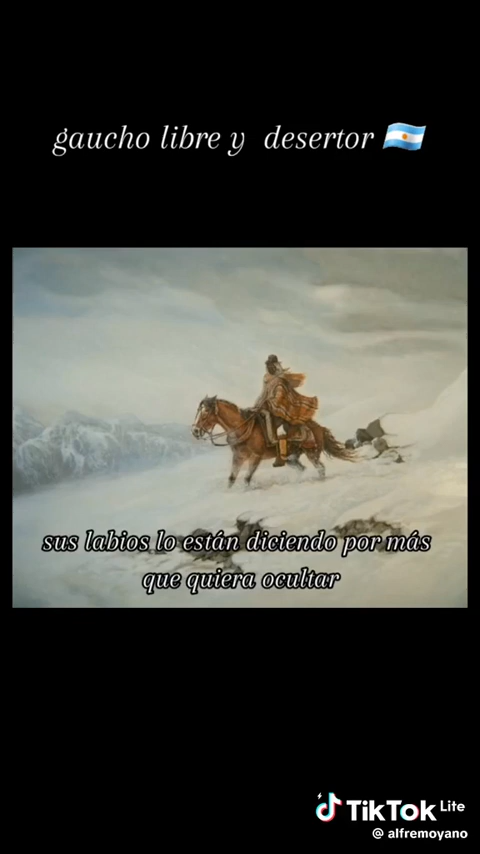 gaucho libre y desertor 🇦🇷
sus labios lo están diciendo por más
que quiera ocultar
TikTok Lite
@ alfremoyano